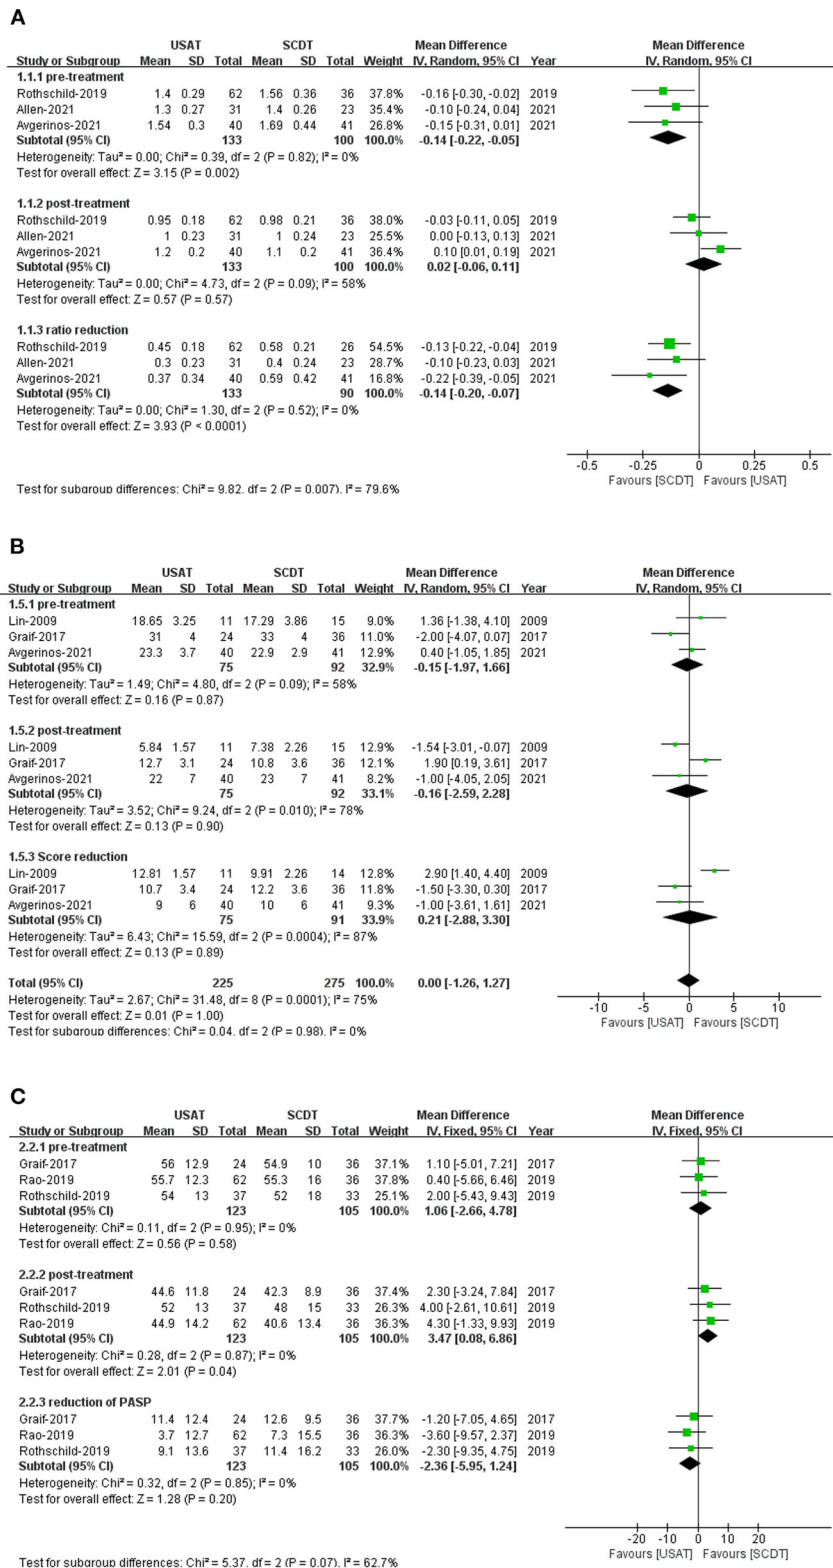 A
USAT SCDT Mean Difference Mean Difference
Study or Subgroup Mean SD Total Mean SD Total Weight IV, Random, 95% CI Year IV, Random, 95% CI
1.1.1 pre-treatment
Rothschild-2019 1.4 0.29 62 1.56 0.36 36 37.8% -0.16 [-0.30, -0.02] 2019
Allen-2021 1.3 0.27 31 1.4 0.26 23 35.4% -0.10 [-0.24, 0.04] 2021
Avgerinos-2021 1.54 0.3 40 1.69 0.44 41 26.8% -0.15 [-0.31, 0.01] 2021
Subtotal (95% CI) 133 100 100.0% -0.14 [-0.22, -0.05]
Heterogeneity: Tau² = 0.00; Chi² = 0.39, df = 2 (P = 0.82); I² = 0%
Test for overall effect: Z = 3.15 (P = 0.002)
1.1.2 post-treatment
Rothschild-2019 0.95 0.18 62 0.98 0.21 36 38.0% -0.03 [-0.11, 0.05] 2019
Allen-2021 1 0.23 31 1 0.24 23 25.5% 0.00 [-0.13, 0.13] 2021
Avgerinos-2021 1.2 0.2 40 1.1 0.2 41 36.4% 0.10 [0.01, 0.19] 2021
Subtotal (95% CI) 133 100 100.0% 0.02 [-0.06, 0.11]
Heterogeneity: Tau² = 0.00; Chi² = 4.73, df = 2 (P = 0.09); I² = 58%
Test for overall effect: Z = 0.57 (P = 0.57)
1.1.3 ratio reduction
Rothschild-2019 0.45 0.18 62 0.58 0.21 26 54.5% -0.13 [-0.22, -0.04] 2019
Allen-2021 0.3 0.23 31 0.4 0.24 23 28.7% -0.10 [-0.23, 0.03] 2021
Avgerinos-2021 0.37 0.34 40 0.59 0.42 41 16.8% -0.22 [-0.39, -0.05] 2021
Subtotal (95% CI) 133 90 100.0% -0.14 [-0.20, -0.07]
Heterogeneity: Tau² = 0.00; Chi² = 1.30, df = 2 (P = 0.52); I² = 0%
Test for overall effect: Z = 3.93 (P < 0.0001)
-0.5 -0.25 0 0.25 0.5
Favours [SCDT] Favours [USAT]
Test for subgroup differences: Chi² = 9.82. df = 2 (P = 0.007). I² = 79.6%
B
USAT SCDT Mean Difference Mean Difference
Study or Subgroup Mean SD Total Mean SD Total Weight IV, Random, 95% CI Year IV, Random, 95% CI
1.5.1 pre-treatment
Lin-2009 18.65 3.25 11 17.29 3.86 15 9.0% 1.36 [-1.38, 4.10] 2009
Graif-2017 31 4 24 33 4 36 11.0% -2.00 [-4.07, 0.07] 2017
Avgerinos-2021 23.3 3.7 40 22.9 2.9 41 12.9% 0.40 [-1.05, 1.85] 2021
Subtotal (95% CI) 75 92 32.9% -0.15 [-1.97, 1.66]
Heterogeneity: Tau² = 1.49; Chi² = 4.80, df = 2 (P = 0.09); I² = 58%
Test for overall effect: Z = 0.16 (P = 0.87)
1.5.2 post-treatment
Lin-2009 5.84 1.57 11 7.38 2.26 15 12.9% -1.54 [-3.01, -0.07] 2009
Graif-2017 12.7 3.1 24 10.8 3.6 36 12.1% 1.90 [0.19, 3.61] 2017
Avgerinos-2021 22 7 40 23 7 41 8.2% -1.00 [-4.05, 2.05] 2021
Subtotal (95% CI) 75 92 33.1% -0.16 [-2.59, 2.28]
Heterogeneity: Tau² = 3.52; Chi² = 9.24, df = 2 (P = 0.010); I² = 78%
Test for overall effect: Z = 0.13 (P = 0.90)
1.5.3 Score reduction
Lin-2009 12.81 1.57 11 9.91 2.26 14 12.8% 2.90 [1.40, 4.40] 2009
Graif-2017 10.7 3.4 24 12.2 3.6 36 11.8% -1.50 [-3.30, 0.30] 2017
Avgerinos-2021 9 6 40 10 6 41 9.3% -1.00 [-3.61, 1.61] 2021
Subtotal (95% CI) 75 91 33.9% 0.21 [-2.88, 3.30]
Heterogeneity: Tau² = 6.43; Chi² = 15.59, df = 2 (P = 0.0004); I² = 87%
Test for overall effect: Z = 0.13 (P = 0.89)
Total (95% CI) 225 275 100.0% 0.00 [-1.26, 1.27]
Heterogeneity: Tau² = 2.67; Chi² = 31.48, df = 8 (P = 0.0001); I² = 75%
-10 -5 0 5 10
Test for overall effect: Z = 0.01 (P = 1.00)
Favours [USAT] Favours [SCDT]
Test for subgroup differences: Chi² = 0.04. df = 2 (P = 0.98). I² = 0%
C
USAT SCDT Mean Difference Mean Difference
Study or Subgroup Mean SD Total Mean SD Total Weight IV, Fixed, 95% CI Year IV, Fixed, 95% CI
2.2.1 pre-treatment
Graif-2017 56 12.9 24 54.9 10 36 37.1% 1.10 [-5.01, 7.21] 2017
Rao-2019 55.7 12.3 62 55.3 16 36 37.8% 0.40 [-5.66, 6.46] 2019
Rothschild-2019 54 13 37 52 18 33 25.1% 2.00 [-5.43, 9.43] 2019
Subtotal (95% CI) 123 105 100.0% 1.06 [-2.66, 4.78]
Heterogeneity: Chi² = 0.11, df = 2 (P = 0.95); I² = 0%
Test for overall effect: Z = 0.56 (P = 0.58)
2.2.2 post-treatment
Graif-2017 44.6 11.8 24 42.3 8.9 36 37.4% 2.30 [-3.24, 7.84] 2017
Rothschild-2019 52 13 37 48 15 33 26.3% 4.00 [-2.61, 10.61] 2019
Rao-2019 44.9 14.2 62 40.6 13.4 36 36.3% 4.30 [-1.33, 9.93] 2019
Subtotal (95% CI) 123 105 100.0% 3.47 [0.08, 6.86]
Heterogeneity: Chi² = 0.28, df = 2 (P = 0.87); I² = 0%
Test for overall effect: Z = 2.01 (P = 0.04)
2.2.3 reduction of PASP
Graif-2017 11.4 12.4 24 12.6 9.5 36 37.7% -1.20 [-7.05, 4.65] 2017
Rao-2019 3.7 12.7 62 7.3 15.5 36 36.3% -3.60 [-9.57, 2.37] 2019
Rothschild-2019 9.1 13.6 37 11.4 16.2 33 26.0% -2.30 [-9.35, 4.75] 2019
Subtotal (95% CI) 123 105 100.0% -2.36 [-5.95, 1.24]
Heterogeneity: Chi² = 0.32, df = 2 (P = 0.85); I² = 0%
Test for overall effect: Z = 1.28 (P = 0.20)
-20 -10 0 10 20
Favours [USAT] Favours [SCDT]
Test for subgroup differences: Chi² = 5.37. df = 2 (P = 0.07). I² = 62.7%